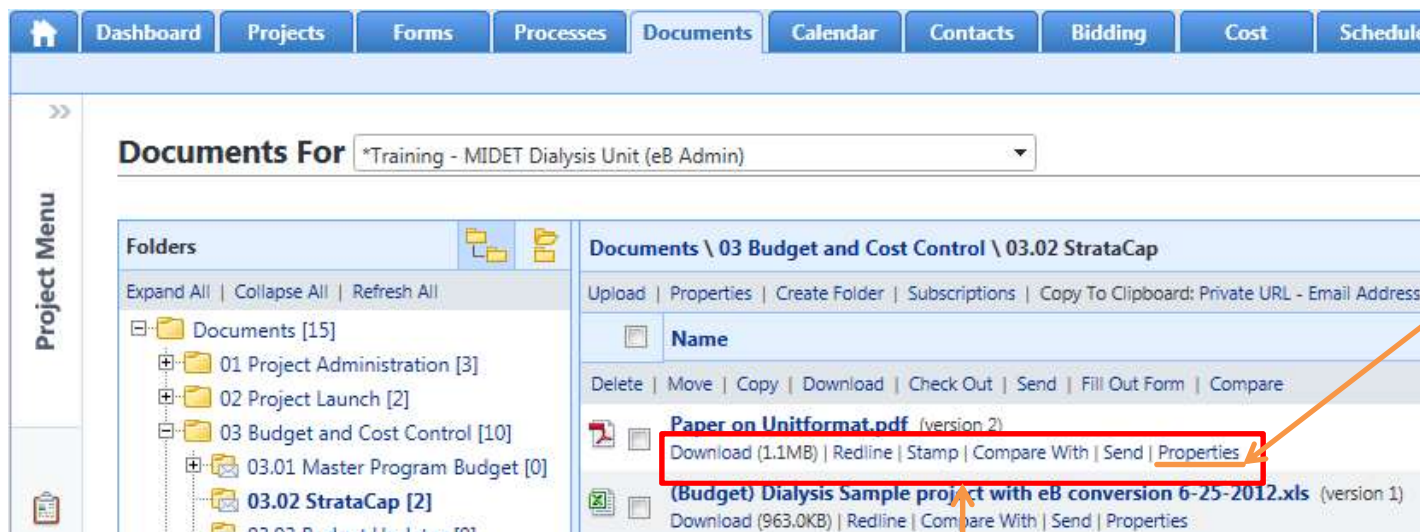 Dashboard Projects Forms Processes Documents Calendar Contacts Bidding Cost Schedule
Project Menu
Documents For *Training - MIDET Dialysis Unit (eB Admin)
Folders
Expand All | Collapse All | Refresh All
Documents [15]
01 Project Administration [3]
02 Project Launch [2]
03 Budget and Cost Control [10]
03.01 Master Program Budget [0]
03.02 StrataCap [2]
03.03 Budget Updates [0]
Documents \ 03 Budget and Cost Control \ 03.02 StrataCap
Upload | Properties | Create Folder | Subscriptions | Copy To Clipboard: Private URL - Email Address
Name
Delete | Move | Copy | Download | Check Out | Send | Fill Out Form | Compare
Paper on Unitformat.pdf (version 2)
Download (1.1MB) | Redline | Stamp | Compare With | Send | Properties
(Budget) Dialysis Sample project with eB conversion 6-25-2012.xls (version 1)
Download (963.0KB) | Redline | Compare With | Send | Properties